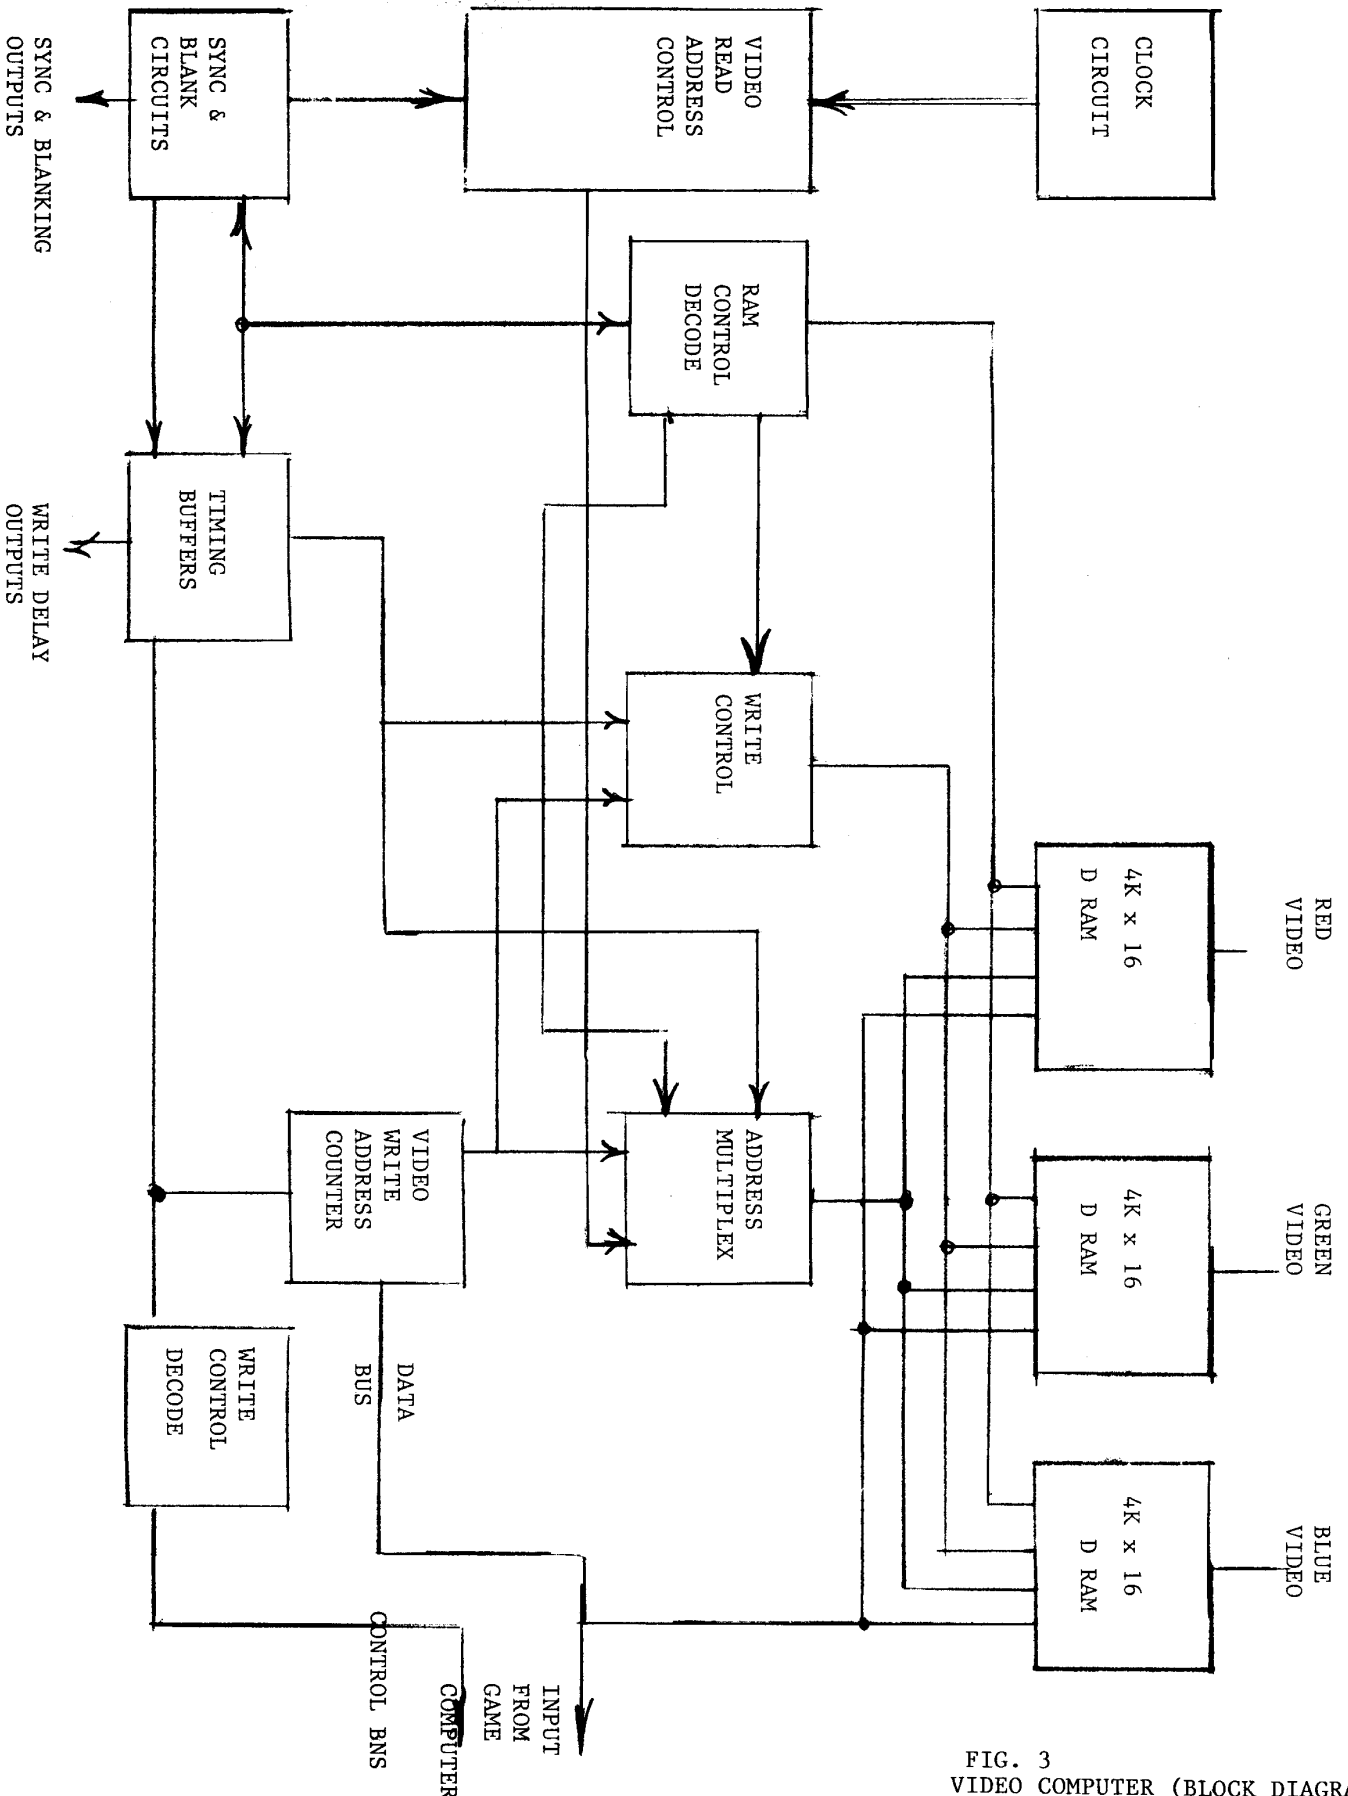 CLOCK
CIRCUIT
VIDEO
READ
ADDRESS
CONTROL
SYNC &
BLANK
CIRCUITS
SYNC & BLANKING
OUTPUTS
RAM
CONTROL
DECODE
TIMING
BUFFERS
WRITE DELAY
OUTPUTS
WRITE
CONTROL
RED
VIDEO
4K x 16
D RAM
GREEN
VIDEO
4K x 16
D RAM
ADDRESS
MULTIPLEX
VIDEO
WRITE
ADDRESS
COUNTER
BLUE
VIDEO
4K x 16
D RAM
WRITE
CONTROL
DECODE
DATA
BUS
INPUT
FROM
GAME
COMPUTER
CONTROL BNS
FIG. 3
VIDEO COMPUTER (BLOCK DIAGRA